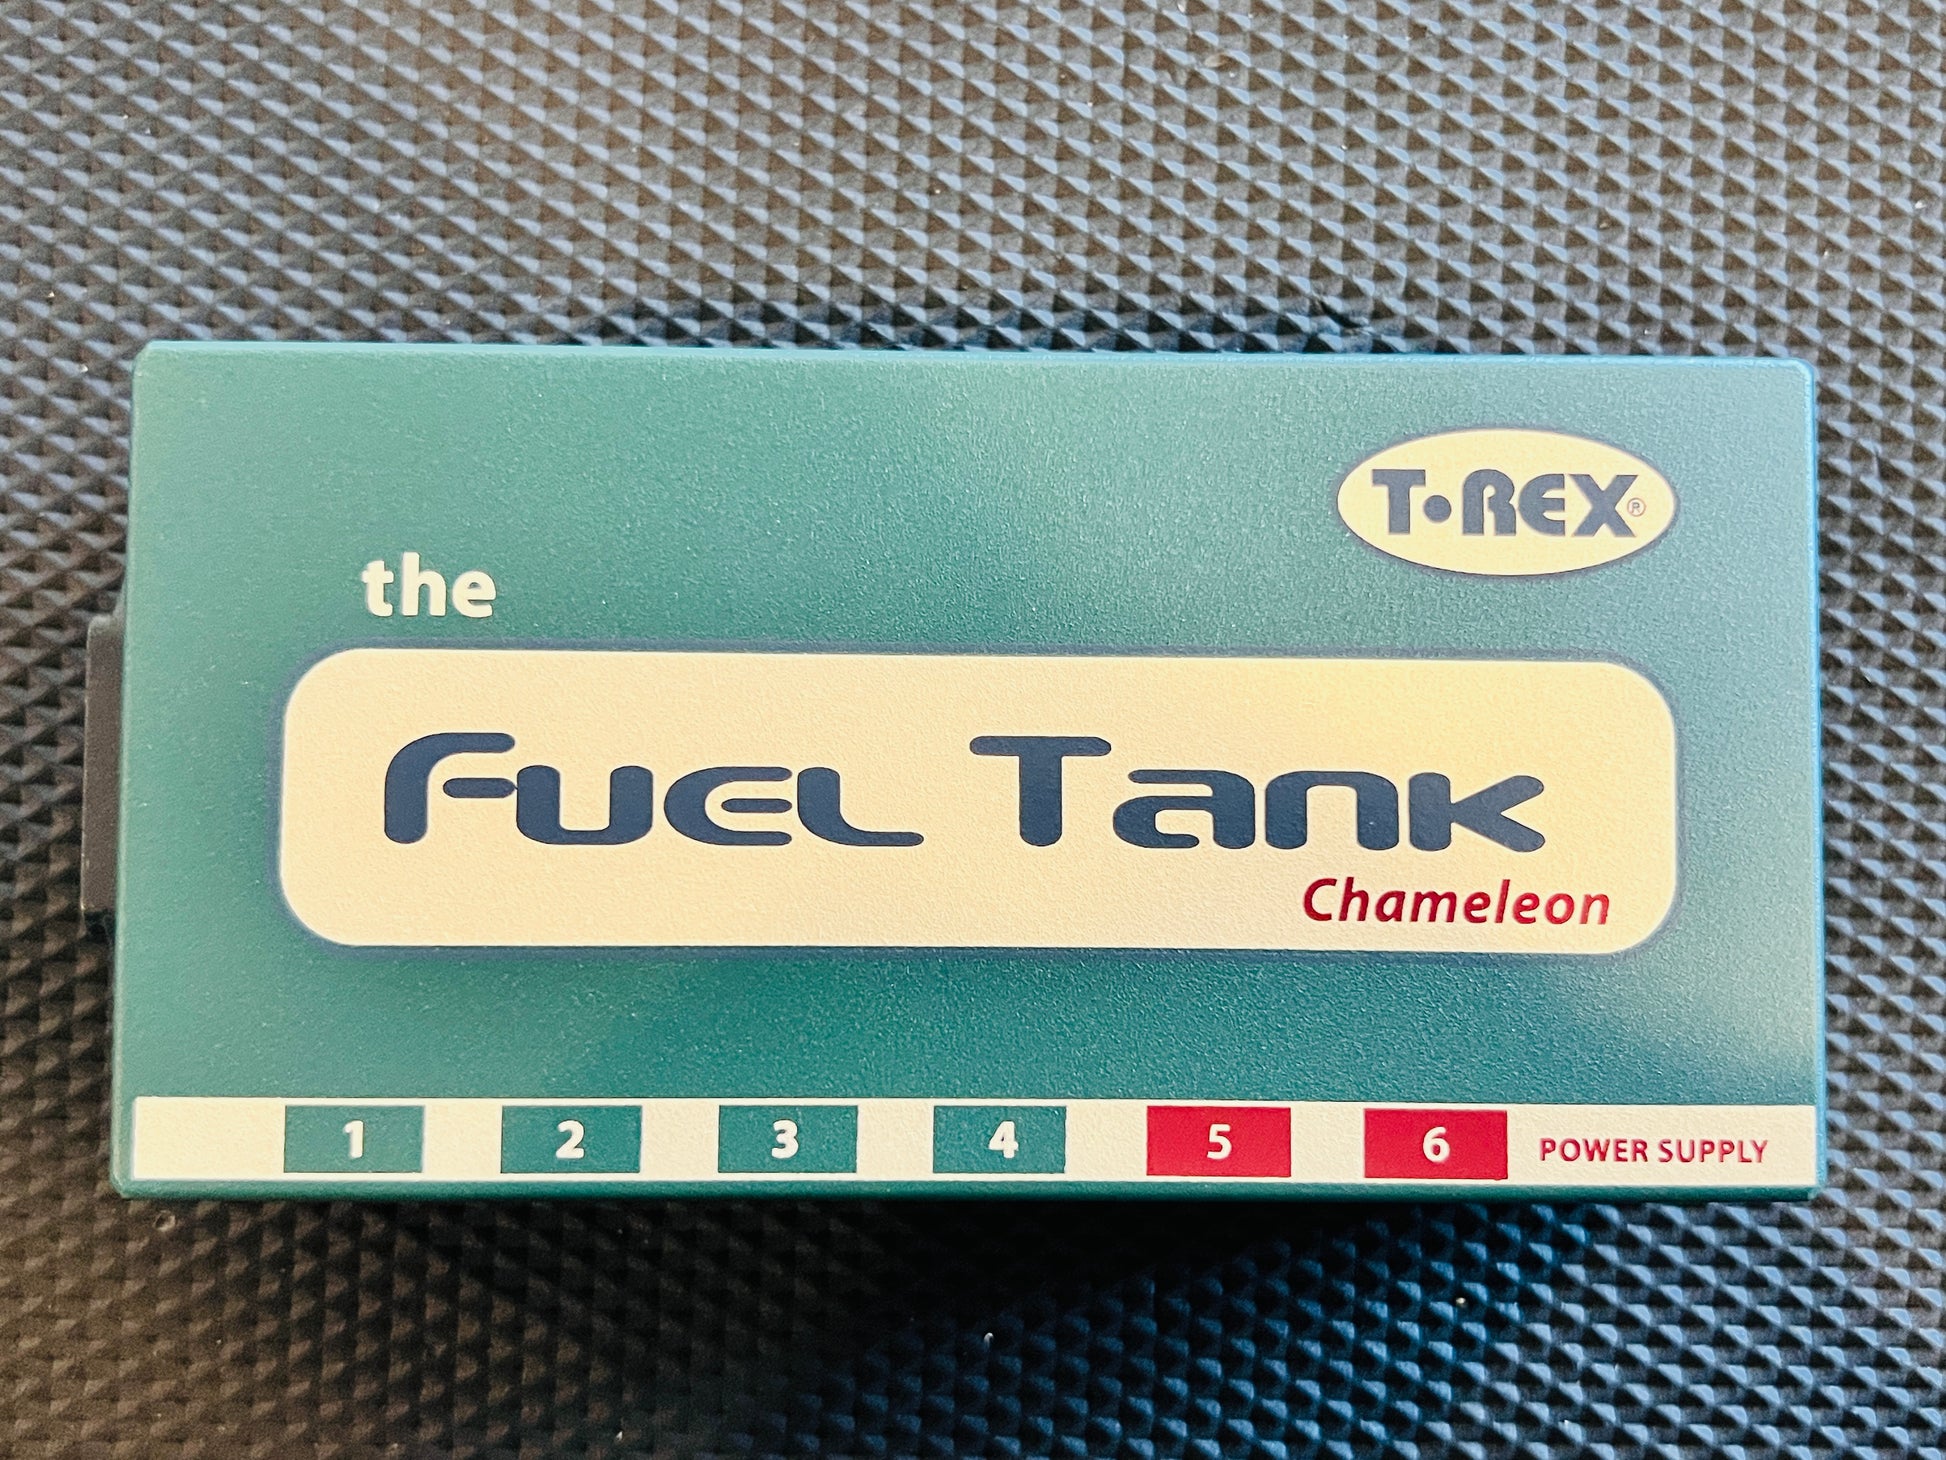 T•REX®
the
Fuel Tank
Chameleon
1 2 3 4 5 6 POWER SUPPLY